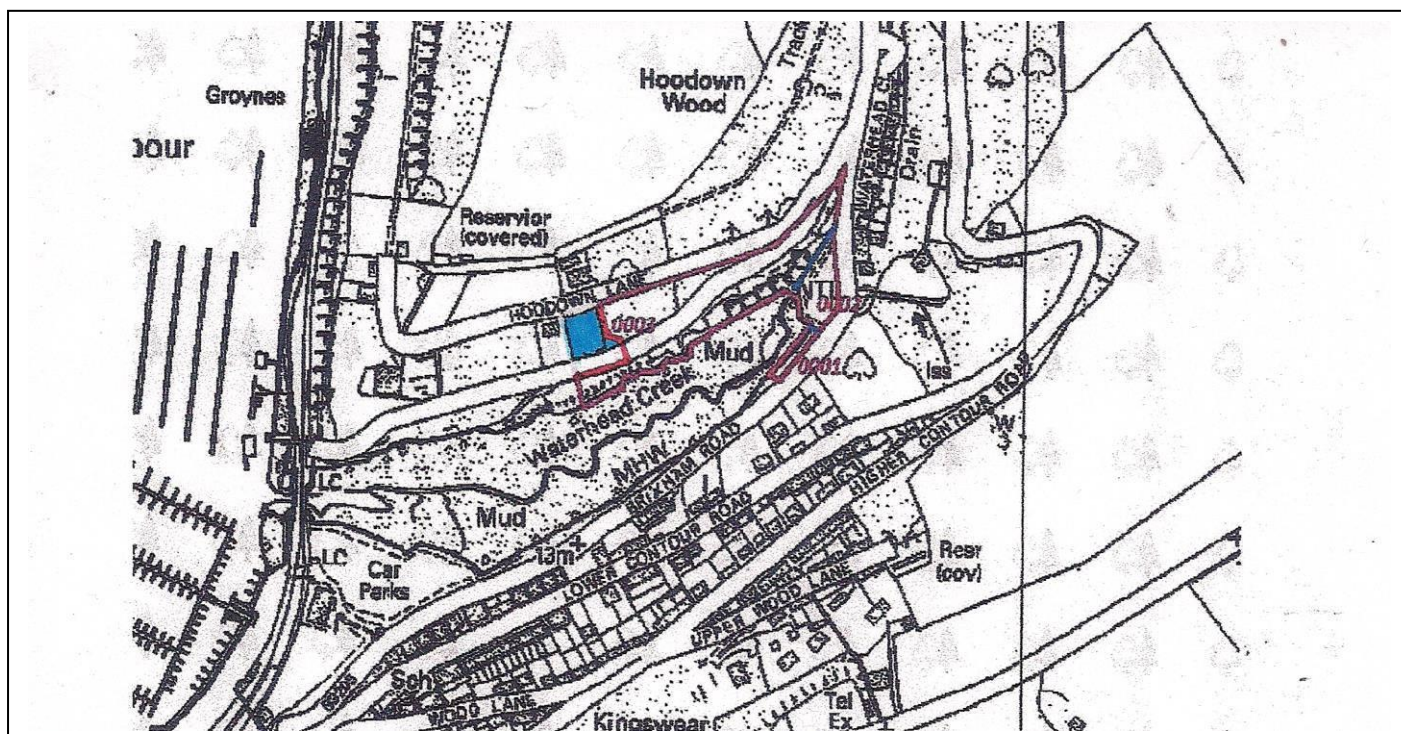 Groynes
Hoodown
Wood
Track
WATERHEAD
Drain
Reservior
(covered)
HOODOWN LANE
0003
0002
0001
NTL
Mud
Iss
Waterhead Creek
MHW
BRIXHAM ROAD
LC
Mud
13m
LC
Car
Parks
LOWER CONTOUR ROAD
HIGHER CONTOUR ROAD
UPPER WOOD LANE
Resr
(cov)
Sch
WOOD LANE
Kingswear
Tel
Ex